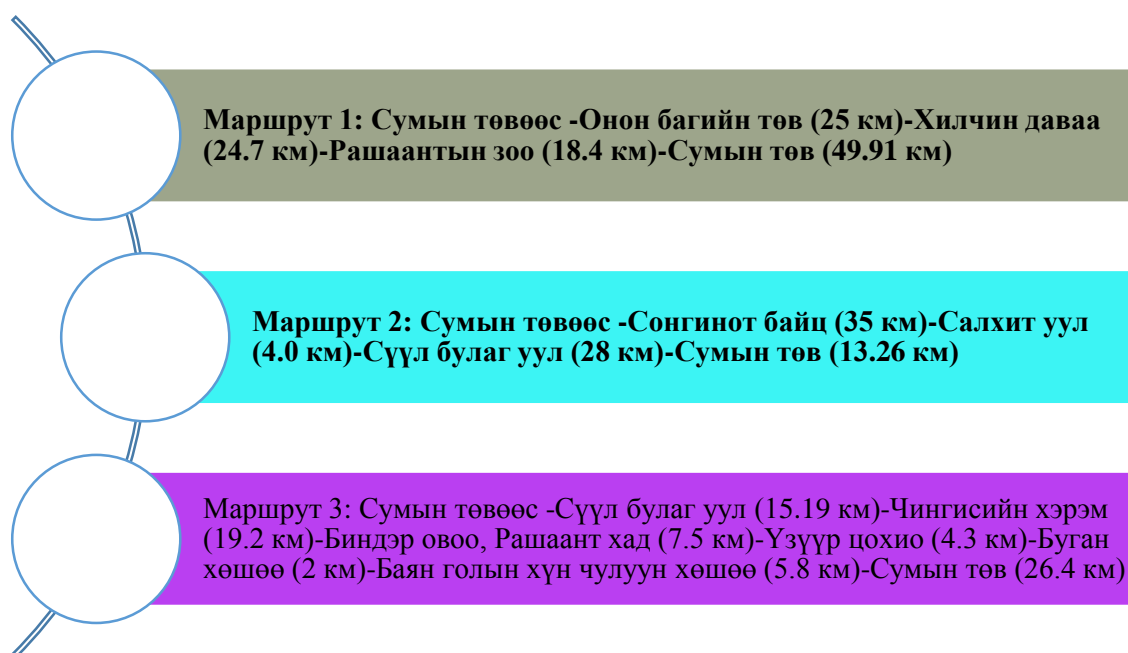 Маршрут 1: Сумын төвөөс -Онон багийн төв (25 км)-Хилчин даваа
(24.7 км)-Рашаантын зоо (18.4 км)-Сумын төв (49.91 км)
Маршрут 2: Сумын төвөөс -Сонгинот байц (35 км)-Салхит уул
(4.0 км)-Сүүл булаг уул (28 км)-Сумын төв (13.26 км)
Маршрут 3: Сумын төвөөс -Сүүл булаг уул (15.19 км)-Чингисийн хэрэм
(19.2 км)-Биндэр овоо, Рашаант хад (7.5 км)-Үзүүр цохио (4.3 км)-Буган
хөшөө (2 км)-Баян голын хүн чулуун хөшөө (5.8 км)-Сумын төв (26.4 км)